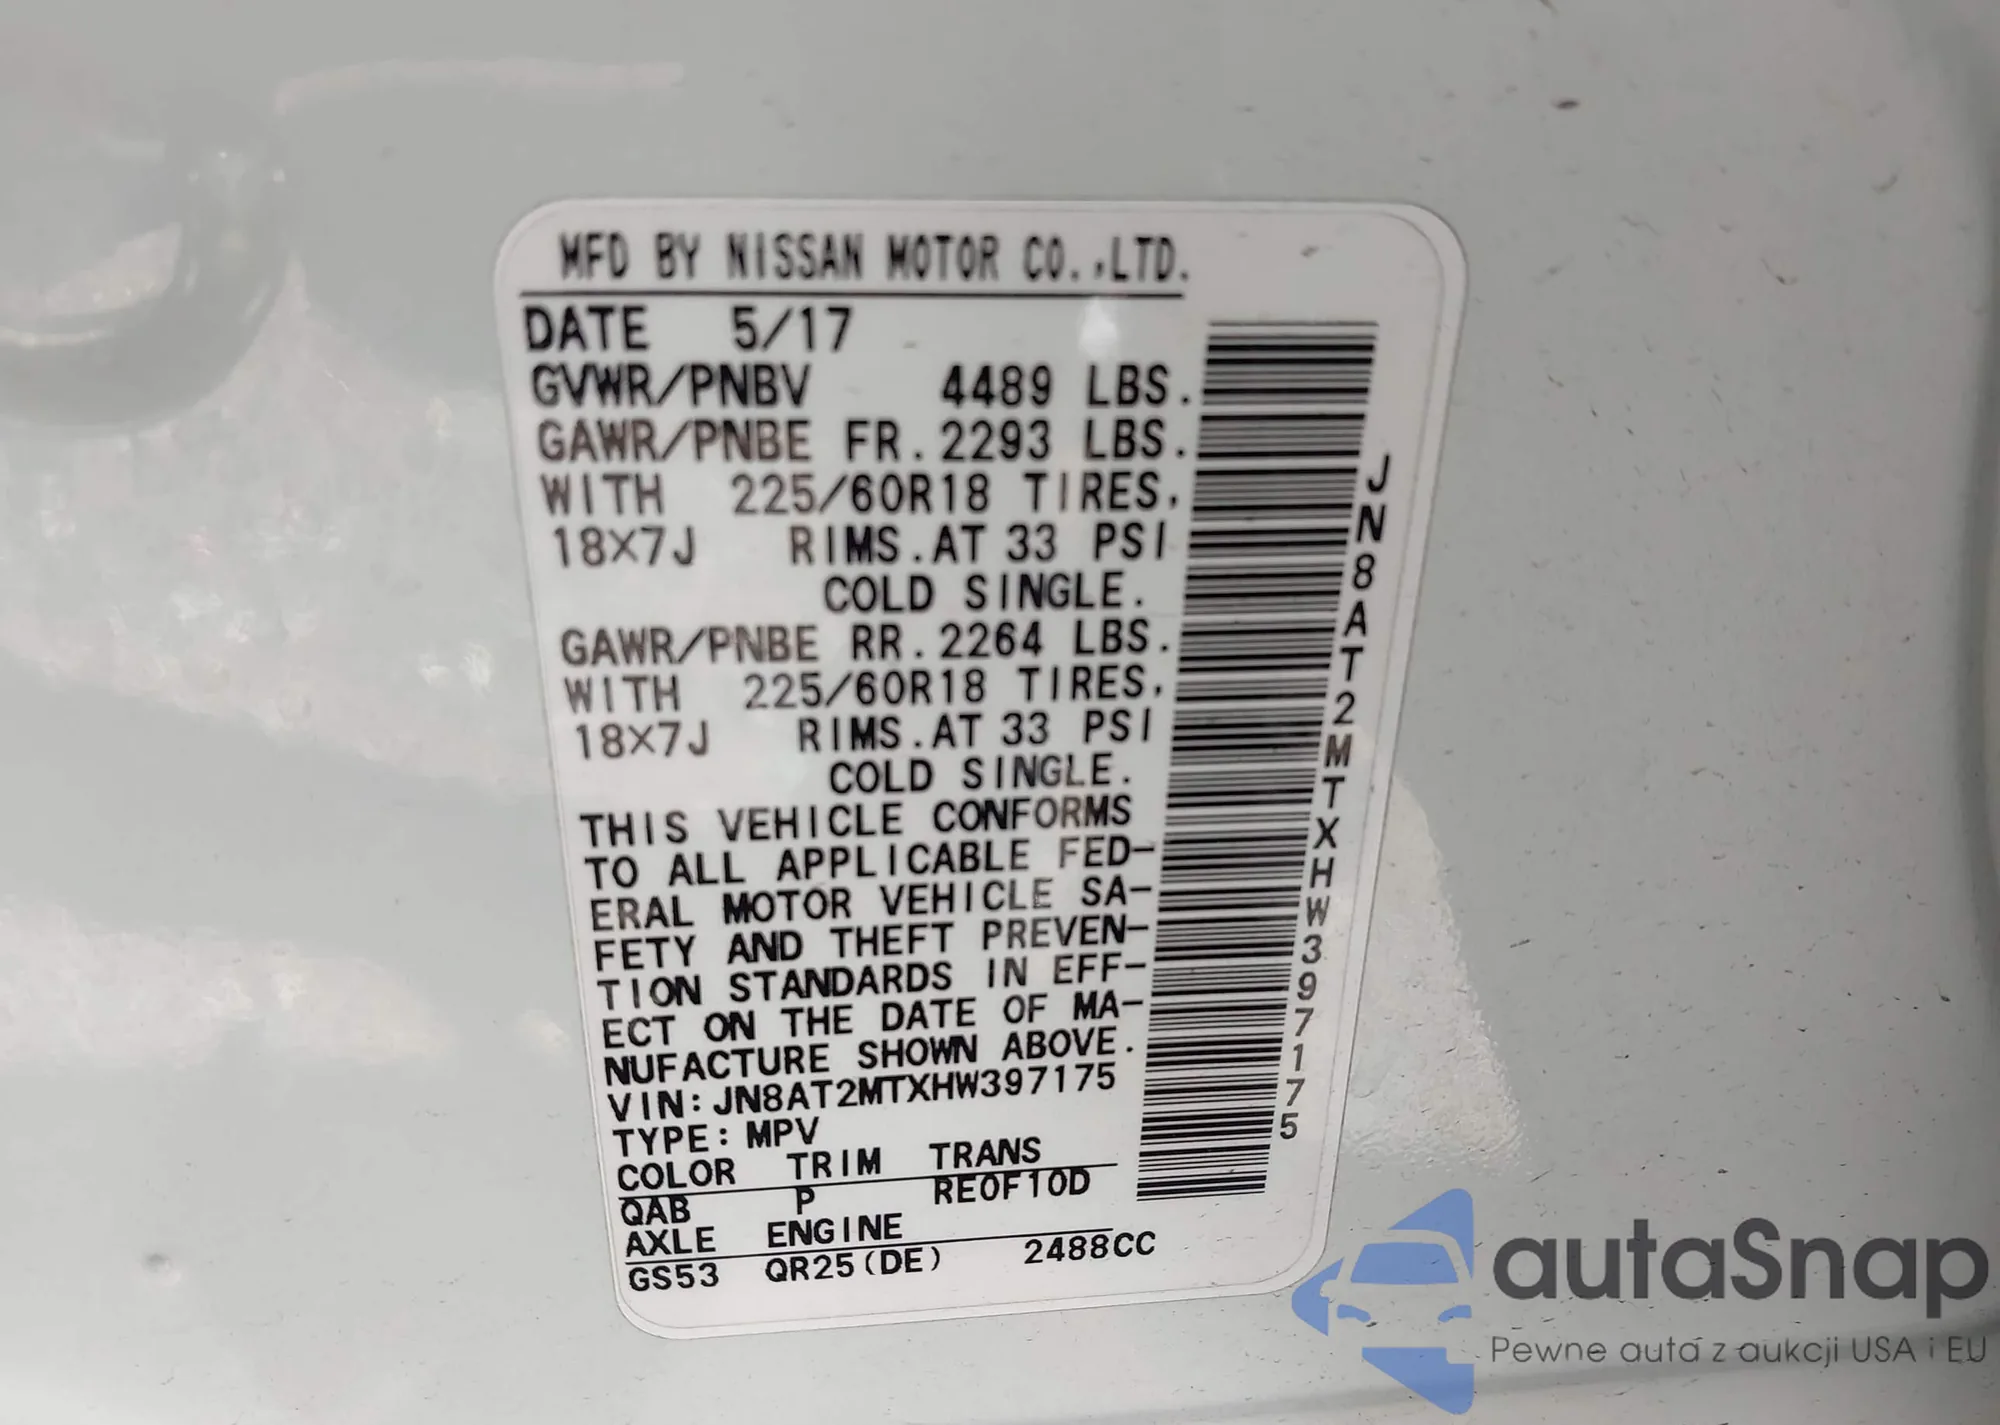 MFD BY NISSAN MOTOR CO.,LTD.
DATE 5/17
GVWR/PNBV 4489 LBS.
GAWR/PNBE FR.2293 LBS.
WITH 225/60R18 TIRES,
18X7J RIMS.AT 33 PSI
COLD SINGLE.
GAWR/PNBE RR.2264 LBS.
WITH 225/60R18 TIRES,
18X7J RIMS.AT 33 PSI
COLD SINGLE.
THIS VEHICLE CONFORMS
TO ALL APPLICABLE FED-
ERAL MOTOR VEHICLE SA-
FETY AND THEFT PREVEN-
TION STANDARDS IN EFF-
ECT ON THE DATE OF MA-
NUFACTURE SHOWN ABOVE.
VIN:JN8AT2MTXHW397175
TYPE:MPV
COLOR TRIM TRANS
QAB P RE0F10D
AXLE ENGINE
GS53 QR25(DE) 2488CC
JN8AT2MTXHW397175
autaSnap
Pewne auta z aukcji USA i EU